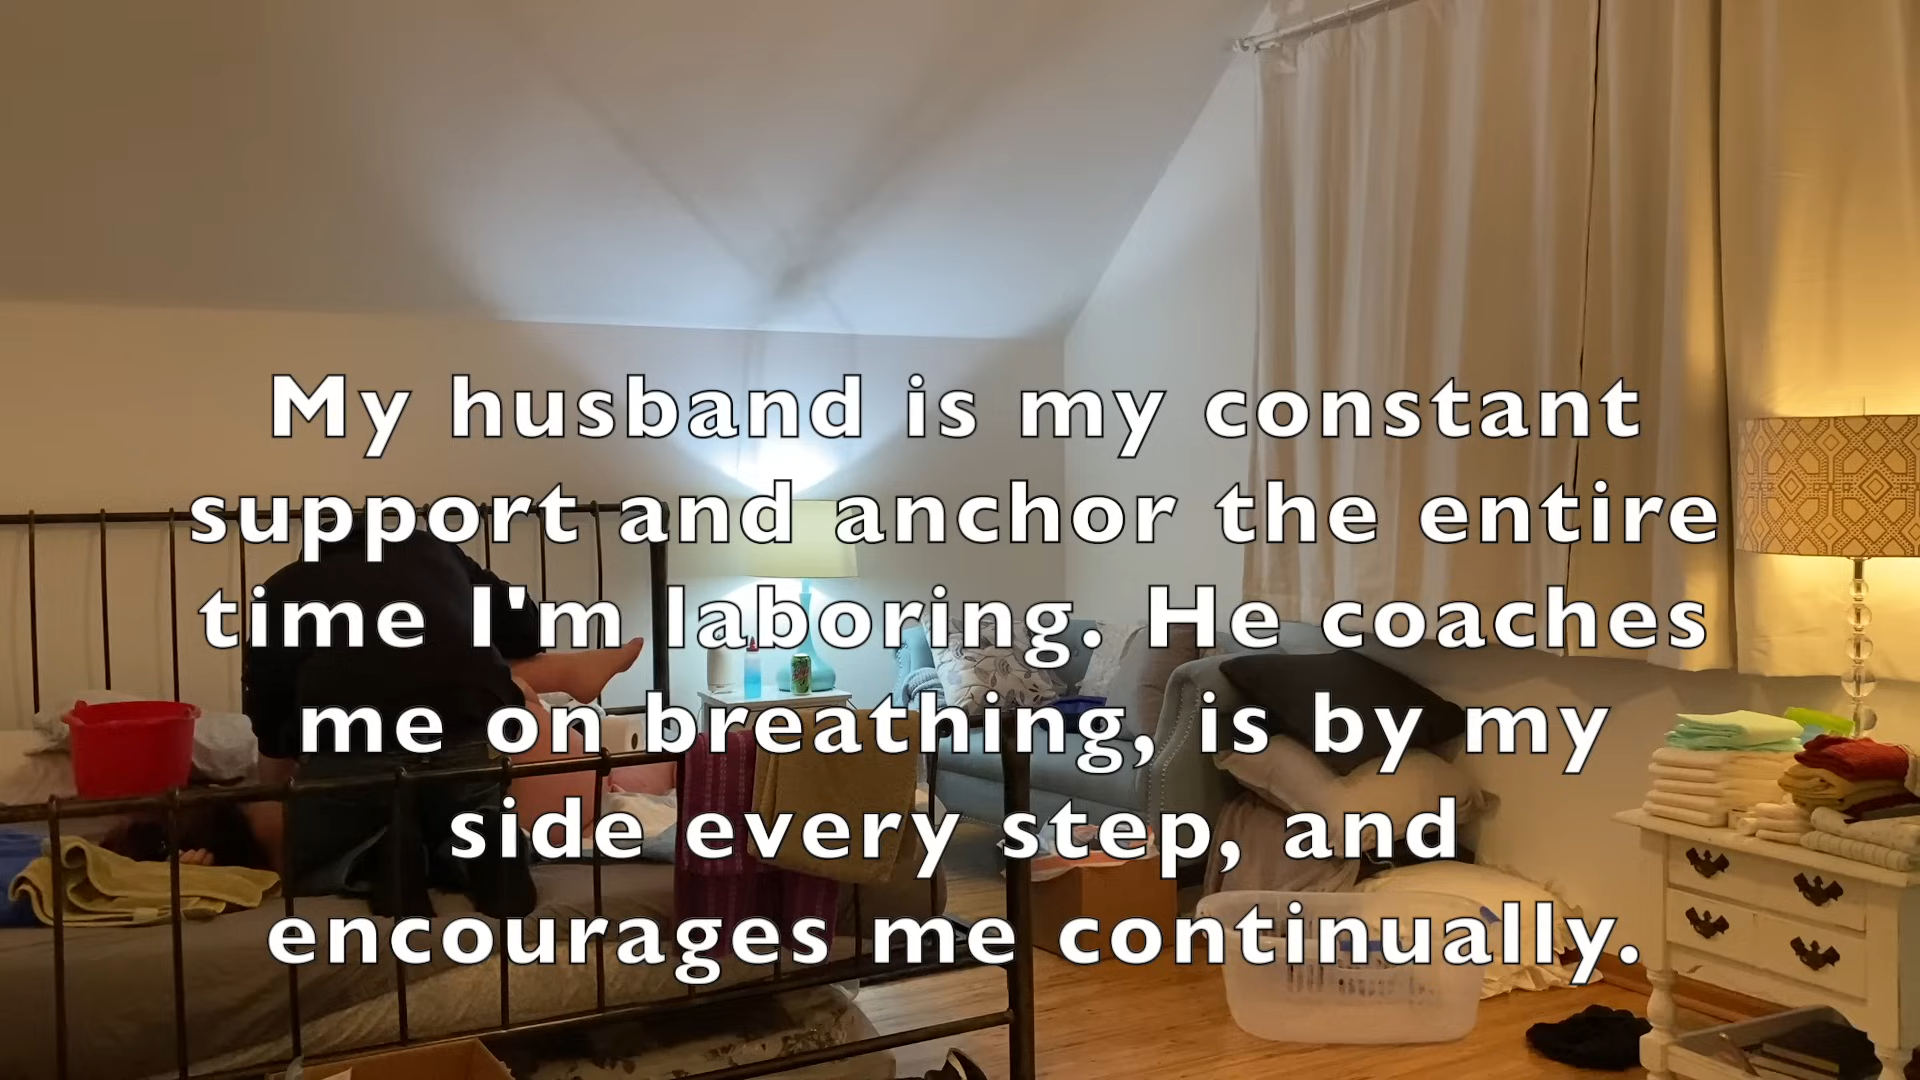 My husband is my constant
support and anchor the entire
time I'm laboring. He coaches
me on breathing, is by my
side every step, and
encourages me continually.